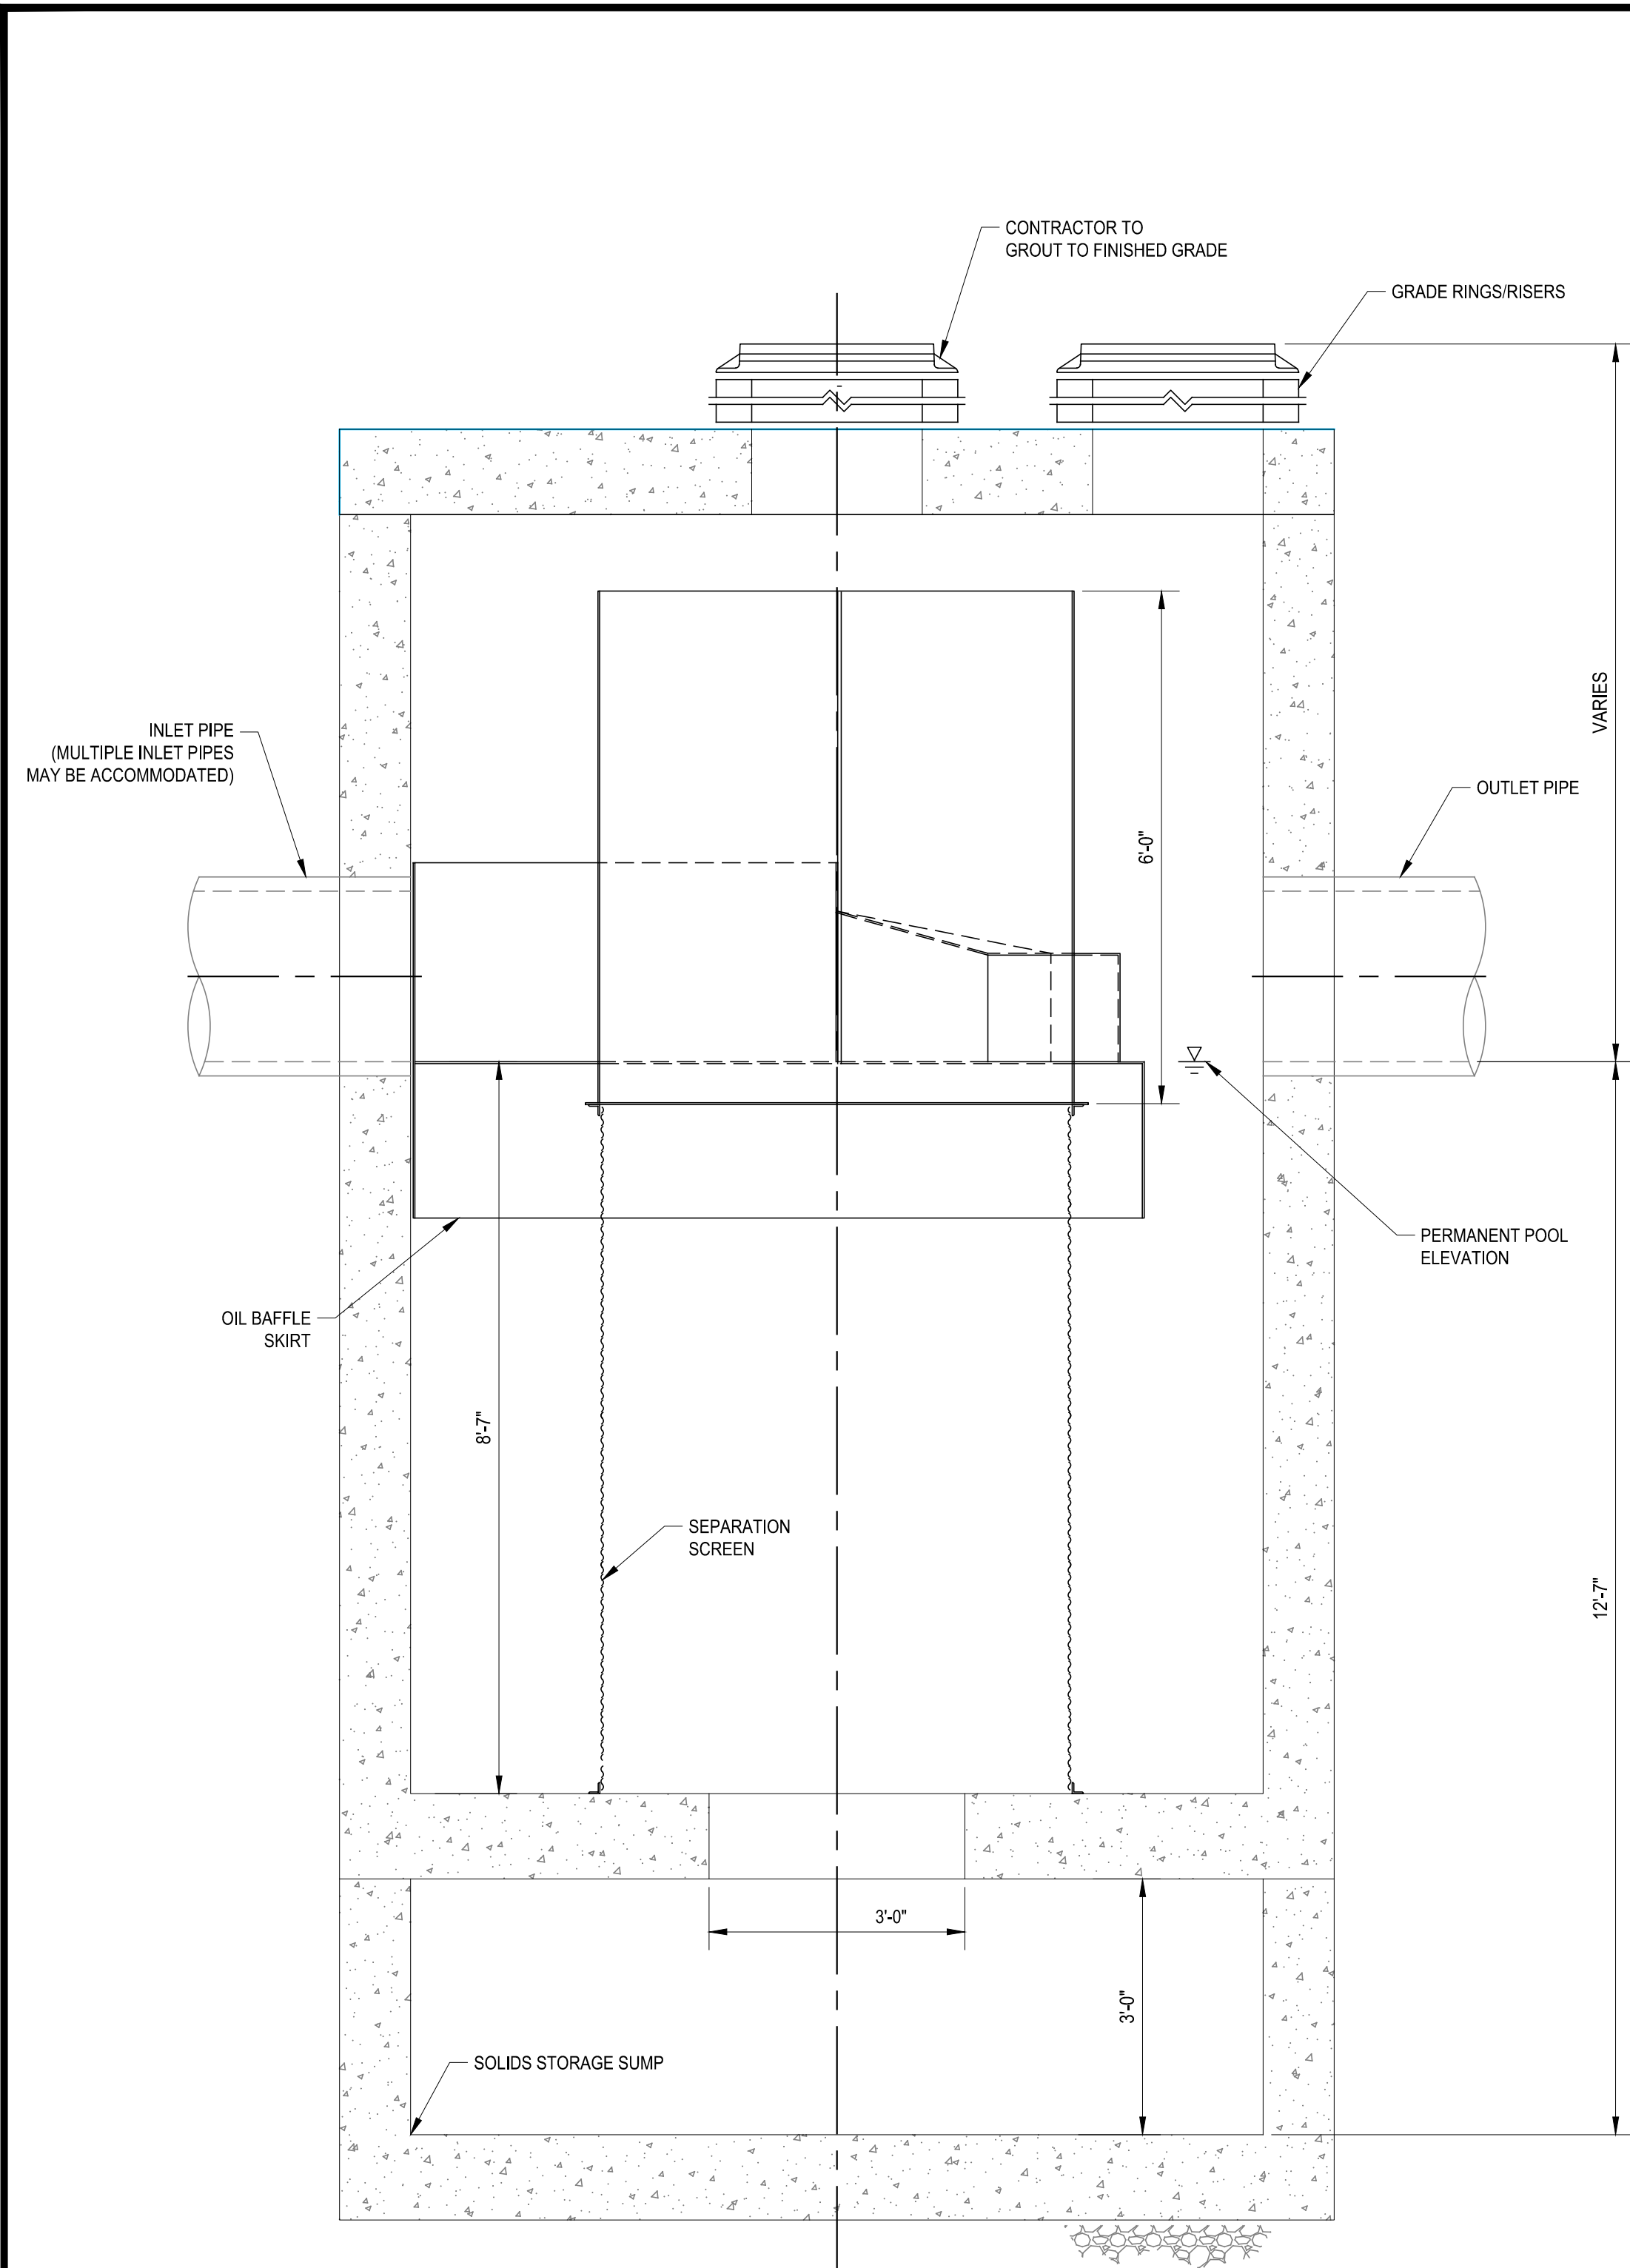 CONTRACTOR TO
GROUT TO FINISHED GRADE
GRADE RINGS/RISERS
INLET PIPE
(MULTIPLE INLET PIPES
MAY BE ACCOMMODATED)
VARIES
OUTLET PIPE
6'-0"
PERMANENT POOL
ELEVATION
OIL BAFFLE
SKIRT
8'-7"
SEPARATION
SCREEN
12'-7"
3'-0"
3'-0"
SOLIDS STORAGE SUMP